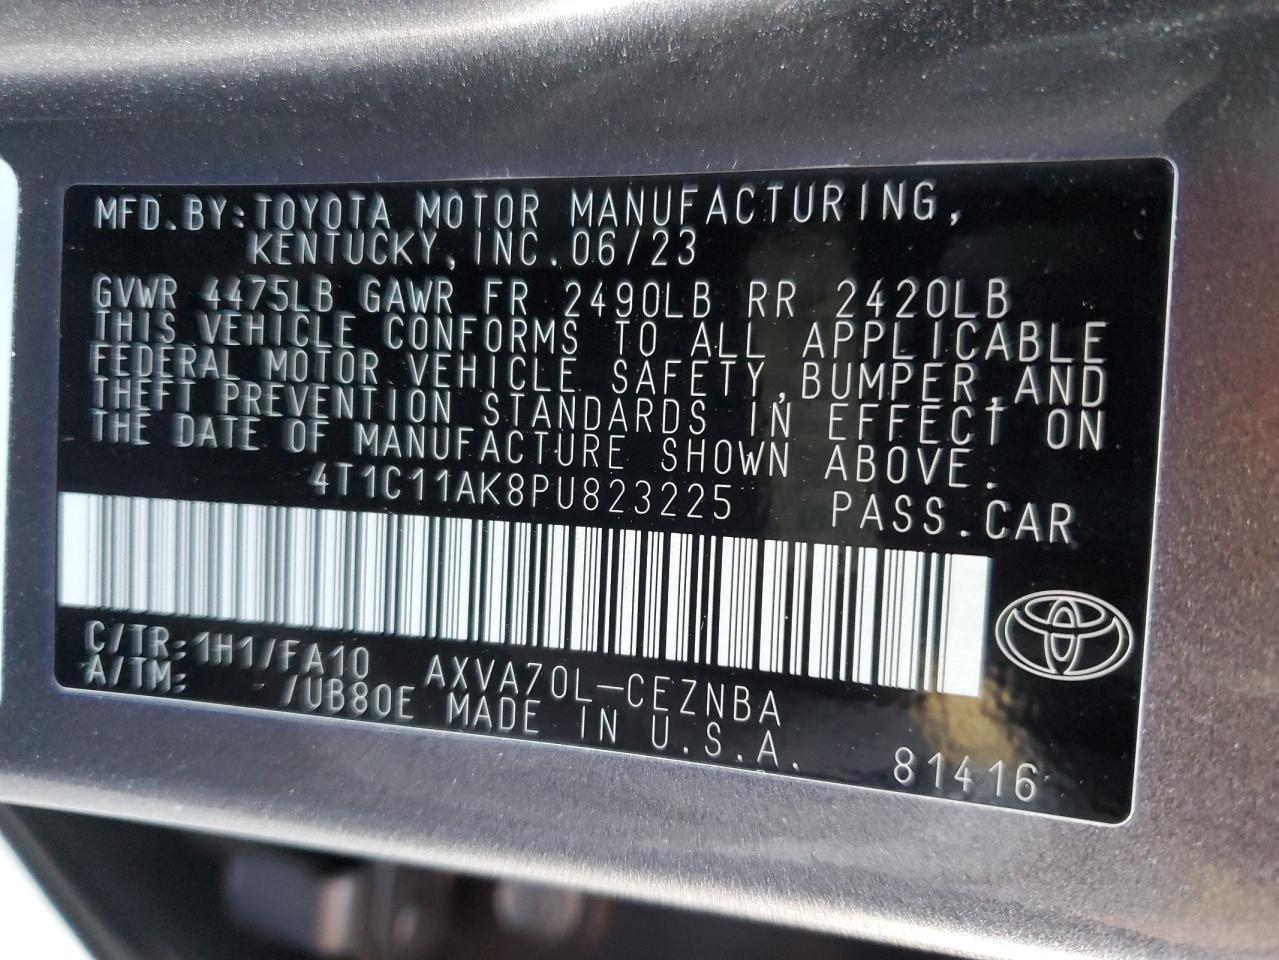 MFD.BY:TOYOTA MOTOR MANUFACTURING,
KENTUCKY,INC.06/23
GVWR 4475LB GAWR FR 2490LB RR 2420LB
THIS VEHICLE CONFORMS TO ALL APPLICABLE
FEDERAL MOTOR VEHICLE SAFETY,BUMPER,AND
THEFT PREVENTION STANDARDS IN EFFECT ON
THE DATE OF MANUFACTURE SHOWN ABOVE.
4T1C11AK8PU823225 PASS.CAR
C/TR:1H1/FA10 AXVA70L-CEZNBA
A/TM: /UB80E MADE IN U.S.A.
81416